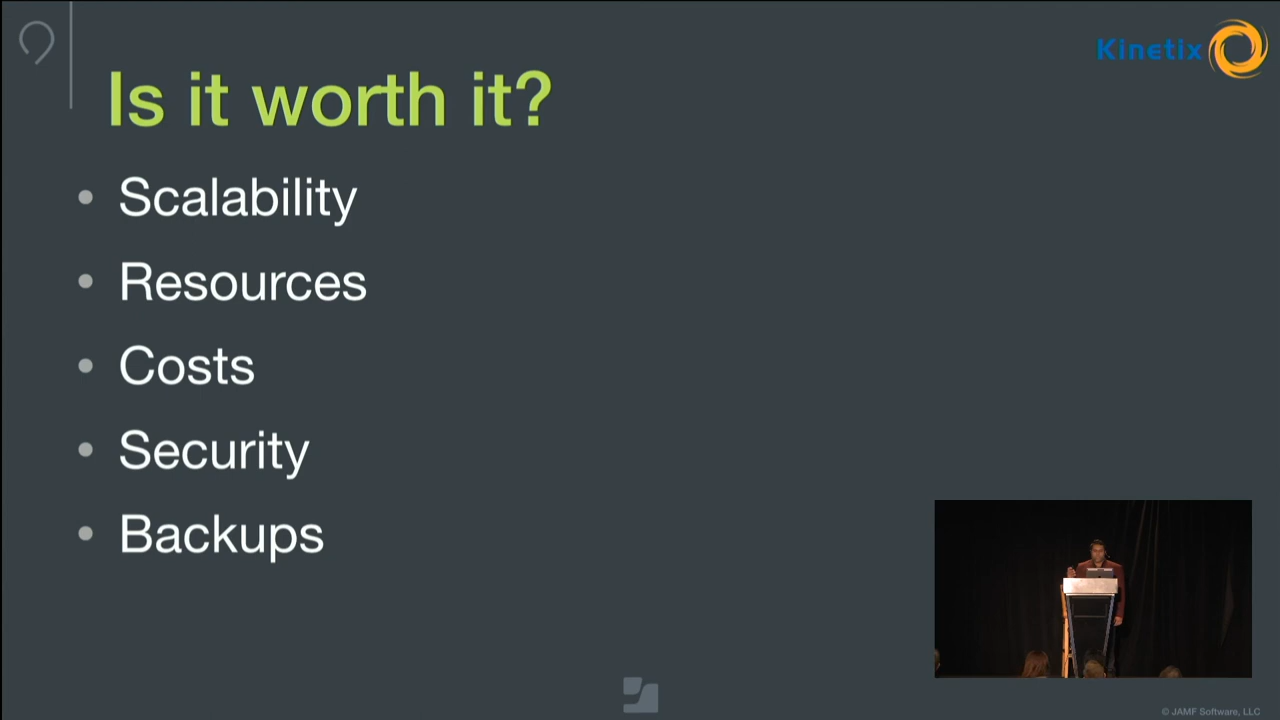 Kinetix
Is it worth it?
• Scalability
• Resources
• Costs
• Security
• Backups
© JAMF Software, LLC